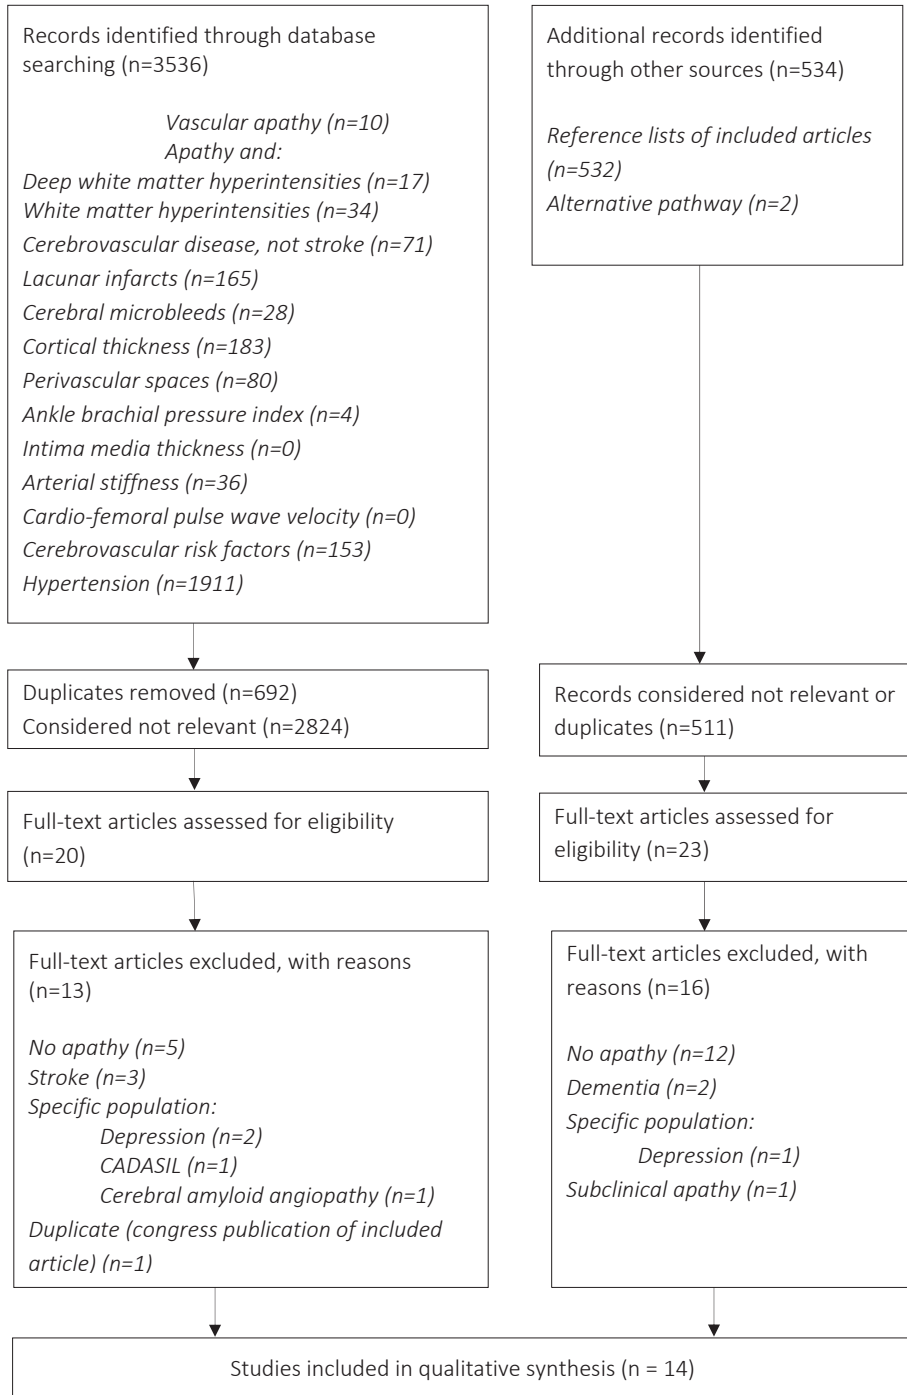 Records identified through database
searching (n=3536)
Vascular apathy (n=10)
Apathy and:
Deep white matter hyperintensities (n=17)
White matter hyperintensities (n=34)
Cerebrovascular disease, not stroke (n=71)
Lacunar infarcts (n=165)
Cerebral microbleeds (n=28)
Cortical thickness (n=183)
Perivascular spaces (n=80)
Ankle brachial pressure index (n=4)
Intima media thickness (n=0)
Arterial stiffness (n=36)
Cardio-femoral pulse wave velocity (n=0)
Cerebrovascular risk factors (n=153)
Hypertension (n=1911)
Additional records identified
through other sources (n=534)
Reference lists of included articles
(n=532)
Alternative pathway (n=2)
Duplicates removed (n=692)
Considered not relevant (n=2824)
Records considered not relevant or
duplicates (n=511)
Full-text articles assessed for eligibility
(n=20)
Full-text articles assessed for
eligibility (n=23)
Full-text articles excluded, with reasons
(n=13)
No apathy (n=5)
Stroke (n=3)
Specific population:
Depression (n=2)
CADASIL (n=1)
Cerebral amyloid angiopathy (n=1)
Duplicate (congress publication of included
article) (n=1)
Full-text articles excluded, with
reasons (n=16)
No apathy (n=12)
Dementia (n=2)
Specific population:
Depression (n=1)
Subclinical apathy (n=1)
Studies included in qualitative synthesis (n = 14)